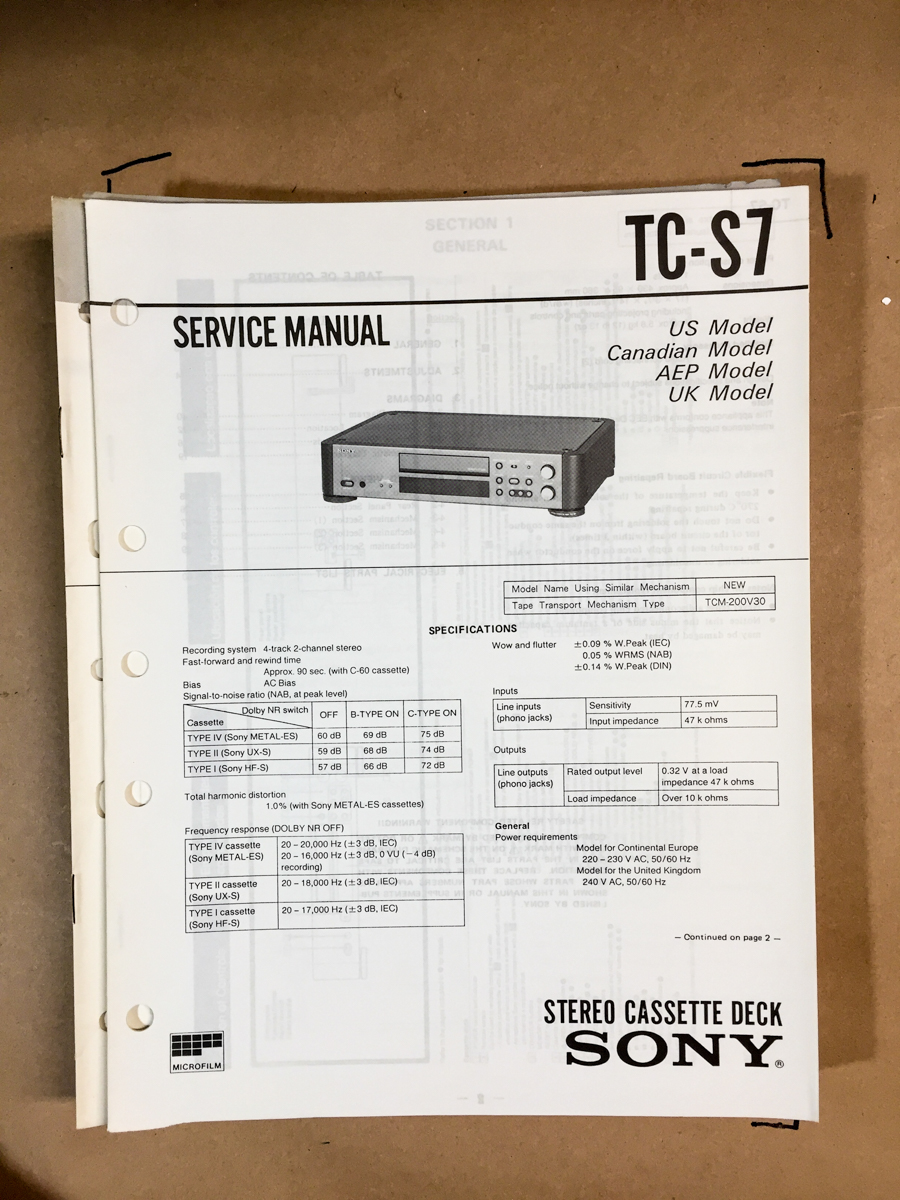 TC-S7
SERVICE MANUAL
US Model
Canadian Model
AEP Model
UK Model
SONY
Model Name Using Similar Mechanism NEW
Tape Transport Mechanism Type TCM-200V30
SPECIFICATIONS
Recording system 4-track 2-channel stereo
Fast-forward and rewind time
Approx. 90 sec. (with C-60 cassette)
Bias AC Bias
Signal-to-noise ratio (NAB, at peak level)
Dolby NR switch OFF B-TYPE ON C-TYPE ON
Cassette
TYPE IV (Sony METAL-ES) 60 dB 69 dB 75 dB
TYPE II (Sony UX-S) 59 dB 68 dB 74 dB
TYPE I (Sony HF-S) 57 dB 66 dB 72 dB
Total harmonic distortion
1.0% (with Sony METAL-ES cassettes)
Frequency response (DOLBY NR OFF)
TYPE IV cassette 20 – 20,000 Hz (±3 dB, IEC)
(Sony METAL-ES) 20 – 16,000 Hz (±3 dB, 0 VU (−4 dB)
recording)
TYPE II cassette 20 – 18,000 Hz (±3 dB, IEC)
(Sony UX-S)
TYPE I cassette 20 – 17,000 Hz (±3 dB, IEC)
(Sony HF-S)
Wow and flutter ±0.09 % W.Peak (IEC)
0.05 % WRMS (NAB)
±0.14 % W.Peak (DIN)
Inputs
Line inputs Sensitivity 77.5 mV
(phono jacks) Input impedance 47 k ohms
Outputs
Line outputs Rated output level 0.32 V at a load
(phono jacks) impedance 47 k ohms
Load impedance Over 10 k ohms
General
Power requirements
Model for Continental Europe
220 – 230 V AC, 50/60 Hz
Model for the United Kingdom
240 V AC, 50/60 Hz
— Continued on page 2 —
MICROFILM
STEREO CASSETTE DECK
SONY®